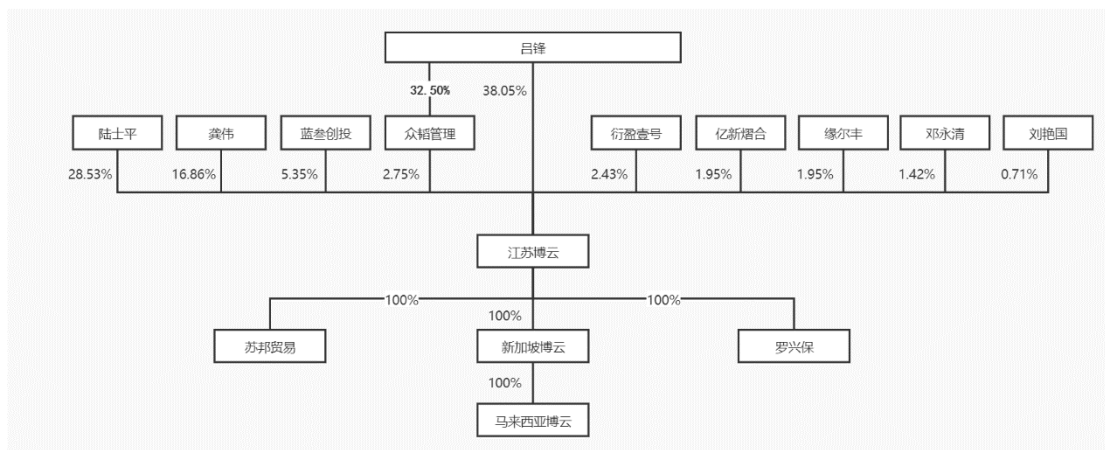 吕锋
32.50%
38.05%
陆士平
龚伟
蓝叁创投
众韬管理
衍盈壹号
亿新熠合
缘尔丰
邓永清
刘艳国
28.53%
16.86%
5.35%
2.75%
2.43%
1.95%
1.95%
1.42%
0.71%
江苏博云
100%
100%
100%
苏邦贸易
新加坡博云
罗兴保
100%
马来西亚博云